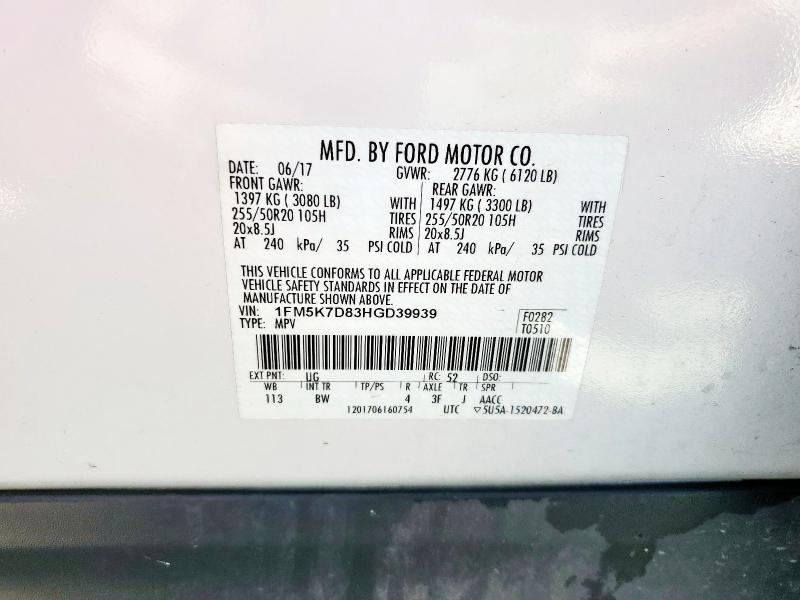 MFD. BY FORD MOTOR CO.
DATE: 06/17 GVWR: 2776 KG ( 6120 LB)
FRONT GAWR: REAR GAWR:
1397 KG ( 3080 LB) WITH 1497 KG ( 3300 LB) WITH
255/50R20 105H TIRES 255/50R20 105H TIRES
20x8.5J RIMS 20x8.5J RIMS
AT 240 kPa/ 35 PSI COLD AT 240 kPa/ 35 PSI COLD
THIS VEHICLE CONFORMS TO ALL APPLICABLE FEDERAL MOTOR
VEHICLE SAFETY STANDARDS IN EFFECT ON THE DATE OF
MANUFACTURE SHOWN ABOVE.
VIN: 1FM5K7D83HGD39939 F0282
TYPE: MPV T0510
EXT PNT: UG RC: 52 DSO:
WB INT TR TP/PS R AXLE TR SPR
113 BW 4 3F J AACC
1201706160754 UTC ▽5U5A-1520472-BA